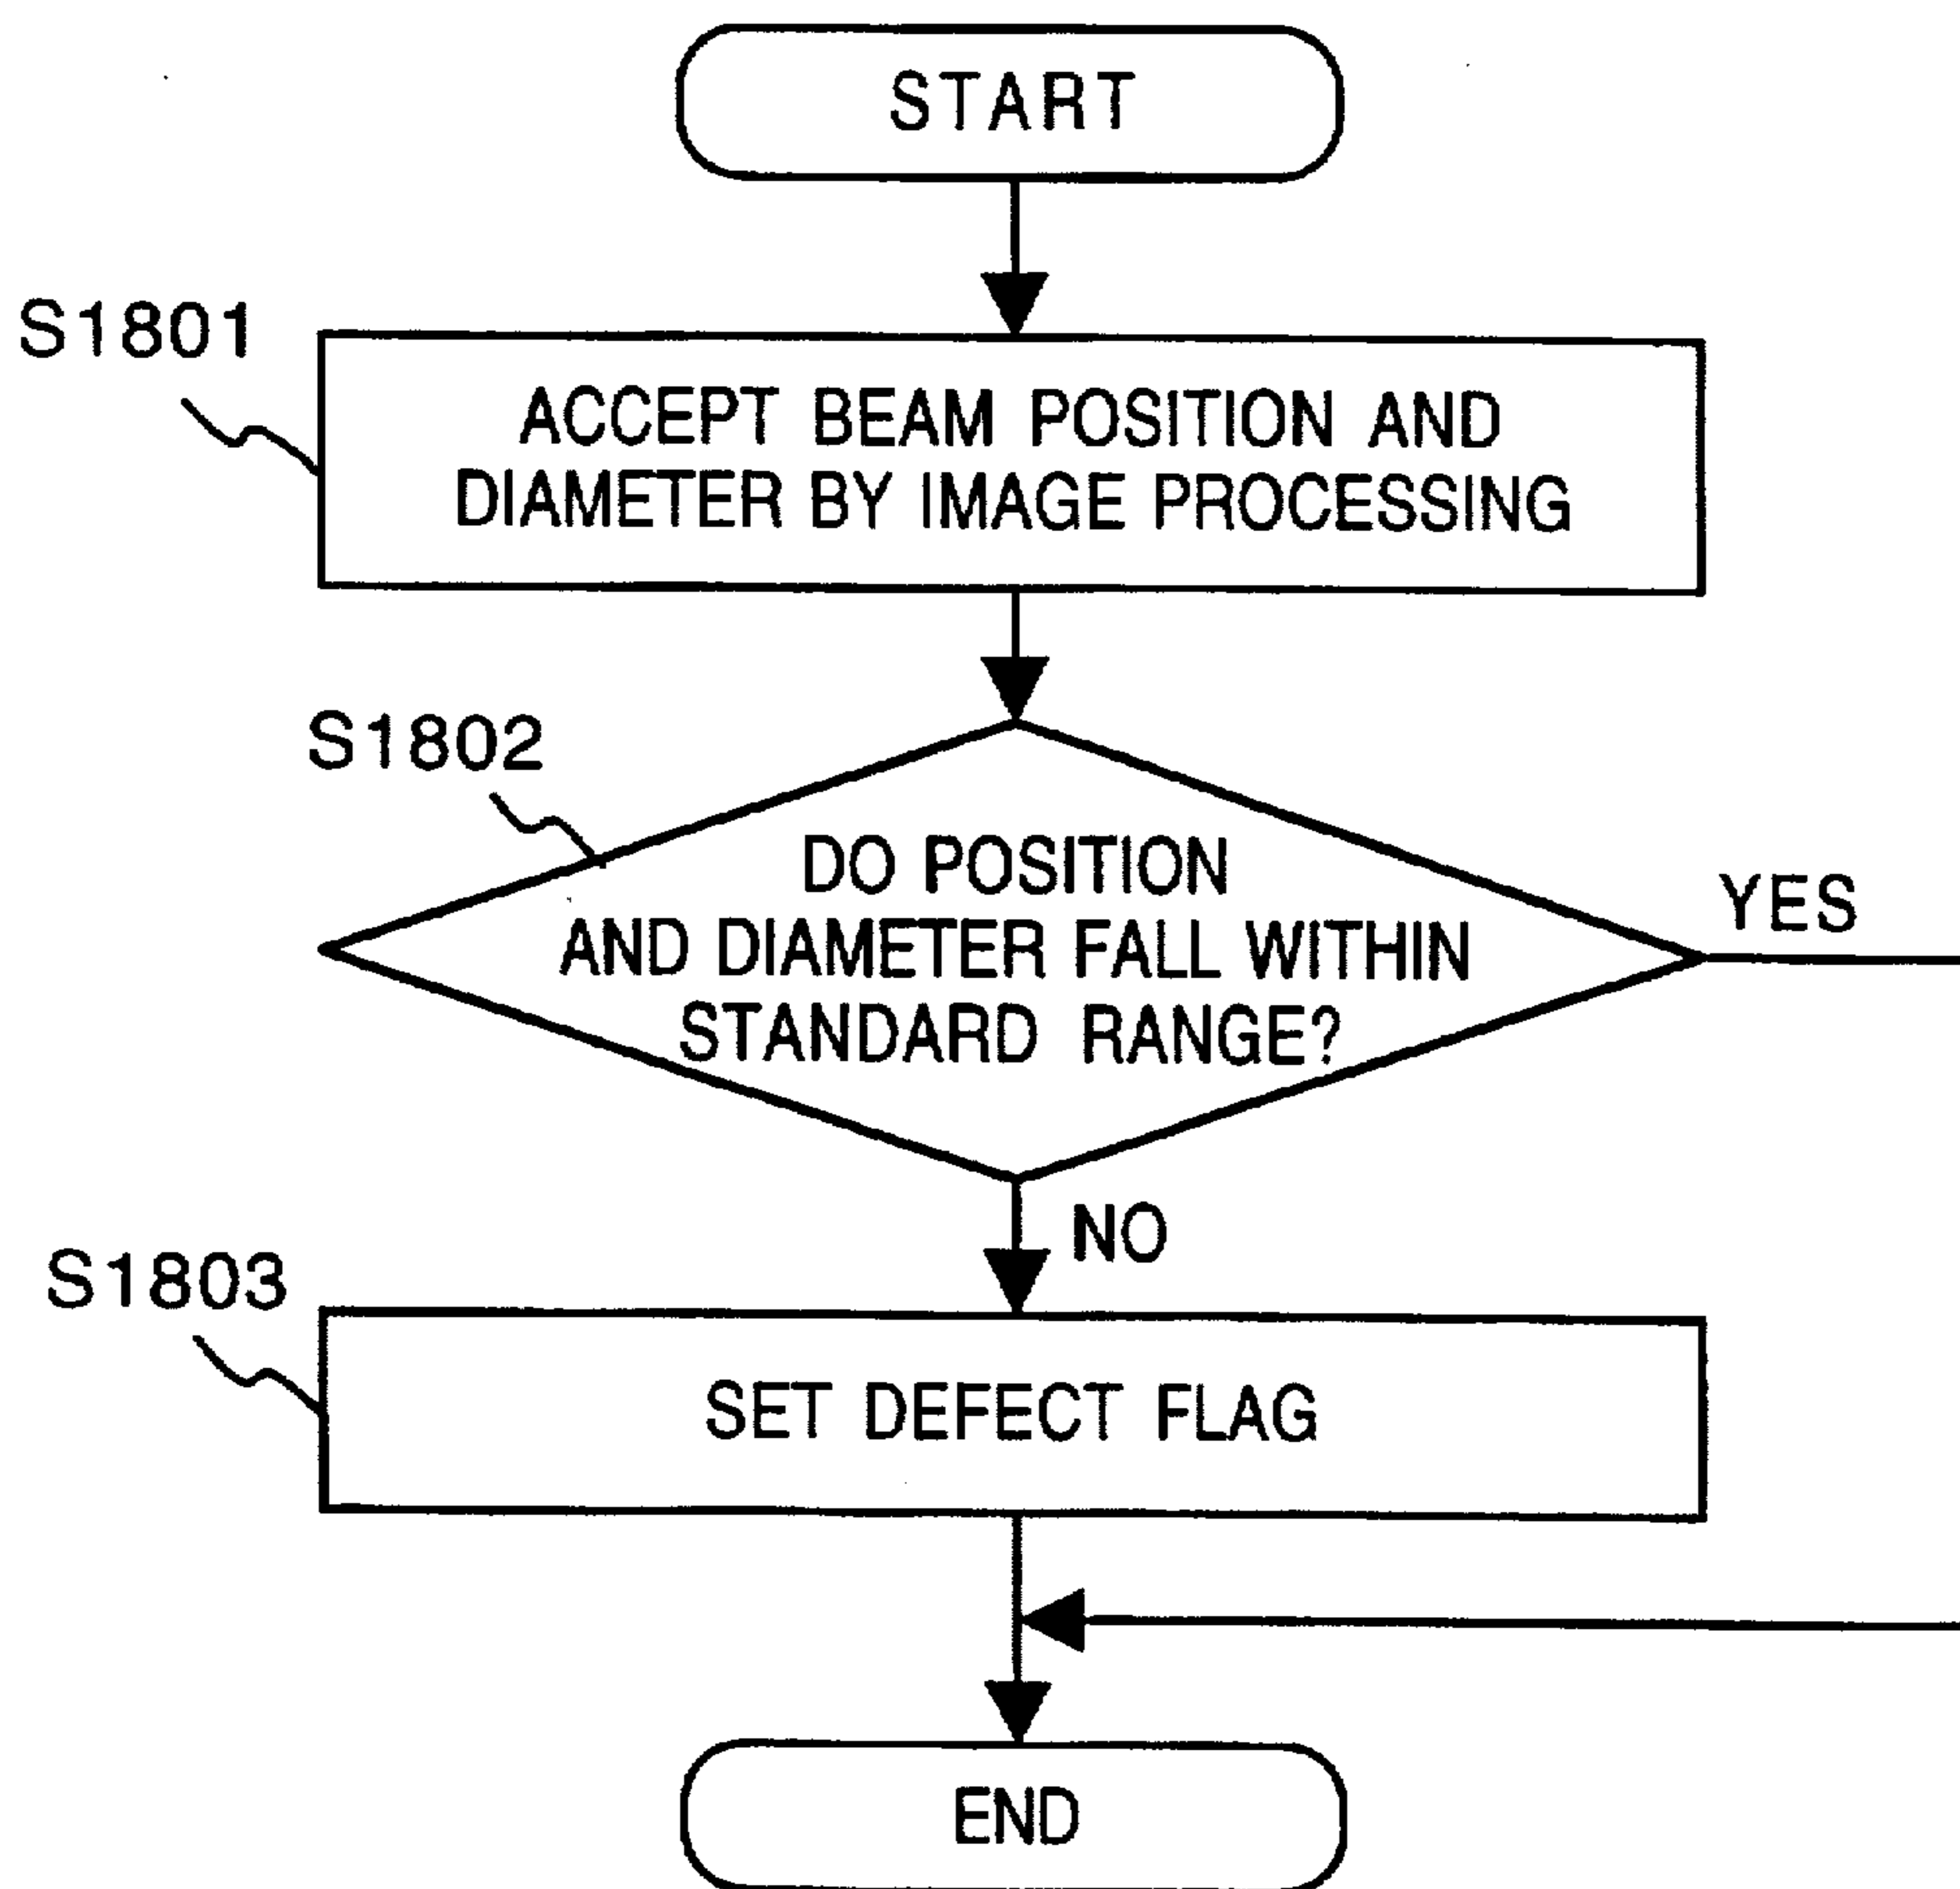 START
S1801
ACCEPT BEAM POSITION AND
DIAMETER BY IMAGE PROCESSING
S1802
DO POSITION
AND DIAMETER FALL WITHIN
STANDARD RANGE?
YES
NO
S1803
SET DEFECT FLAG
END